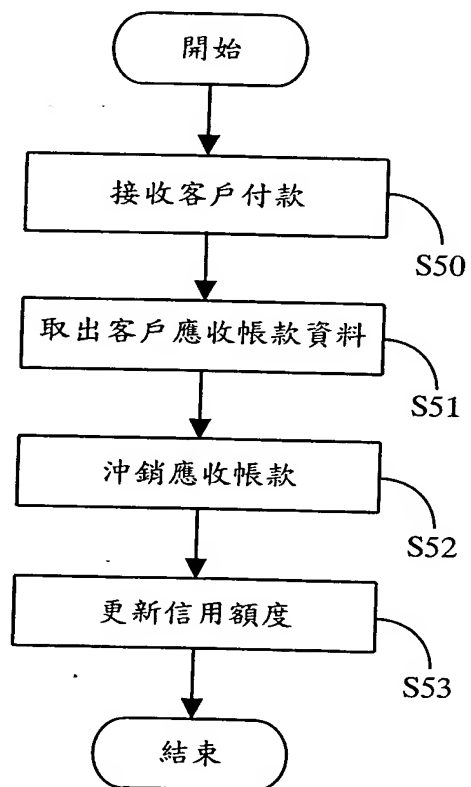 開始
接收客戶付款
S50
取出客戶應收帳款資料
S51
沖銷應收帳款
S52
更新信用額度
S53
結束